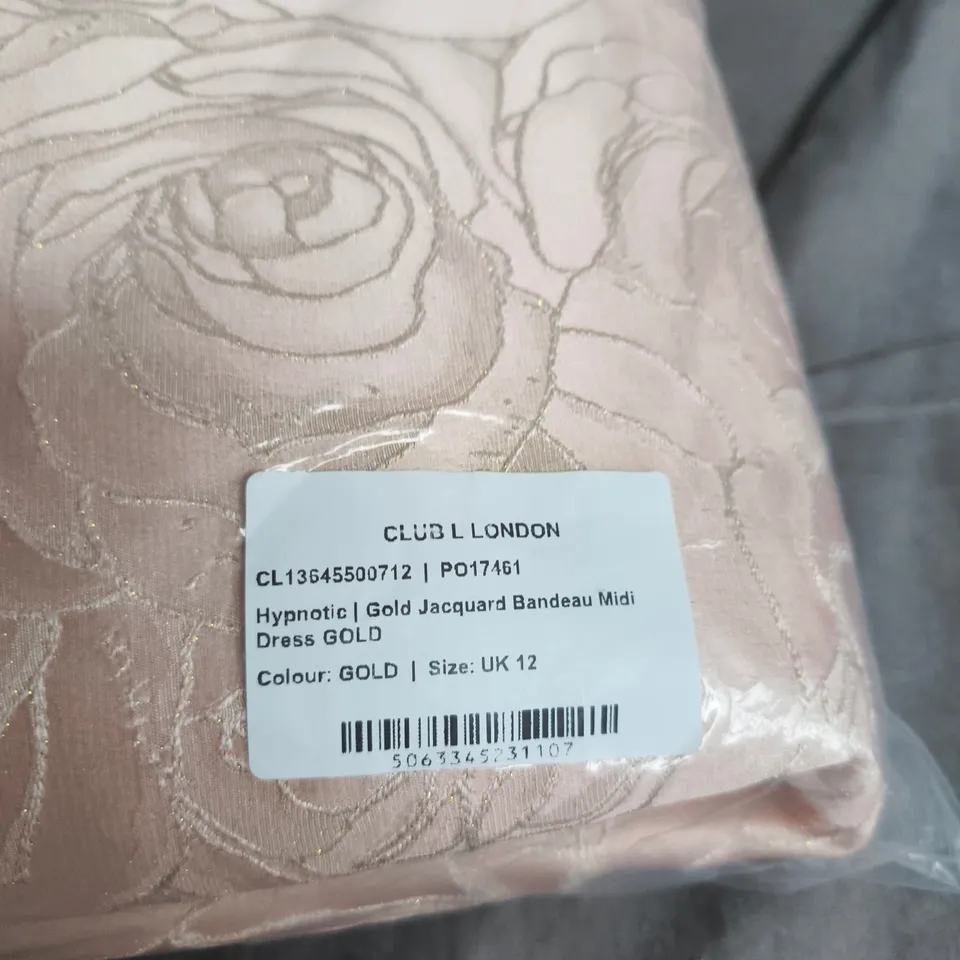 CLUB L LONDON
CL13645500712 | PO17461
Hypnotic | Gold Jacquard Bandeau Midi
Dress GOLD
Colour: GOLD | Size: UK 12
5063345231107